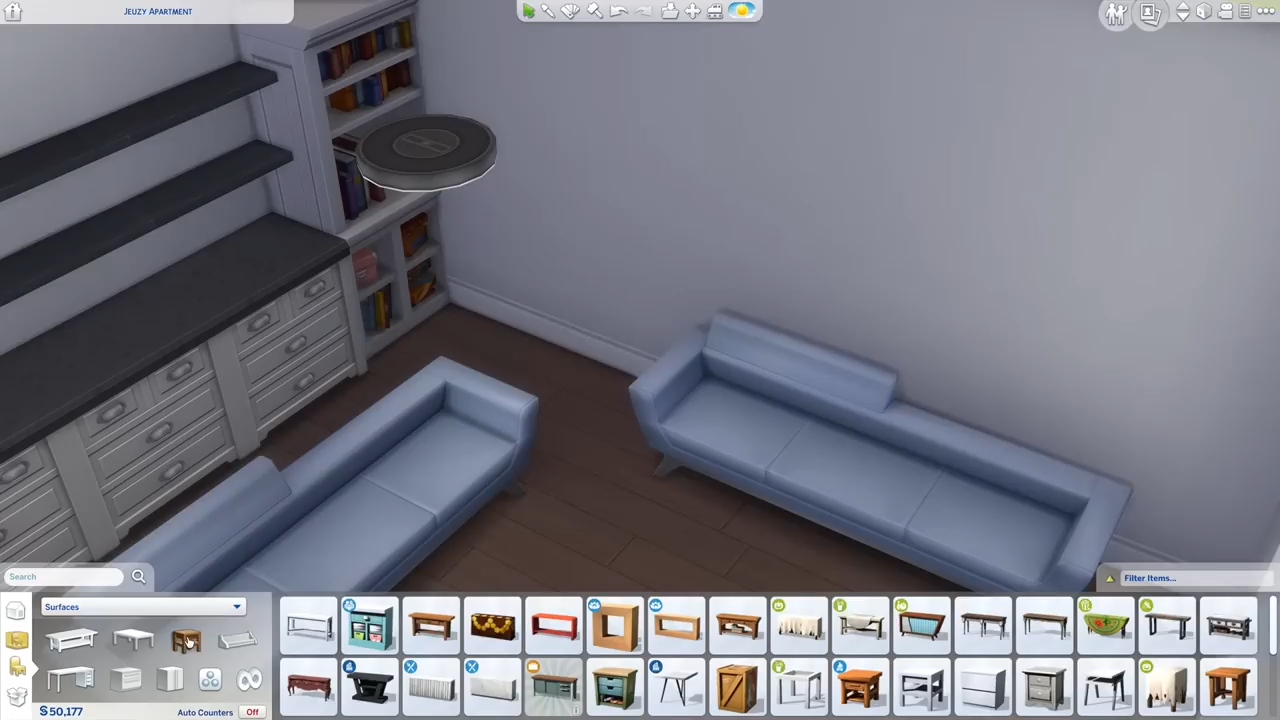 Jeuzy Apartment
Search
Filter Items...
Surfaces
§50,177
Auto Counters
Off